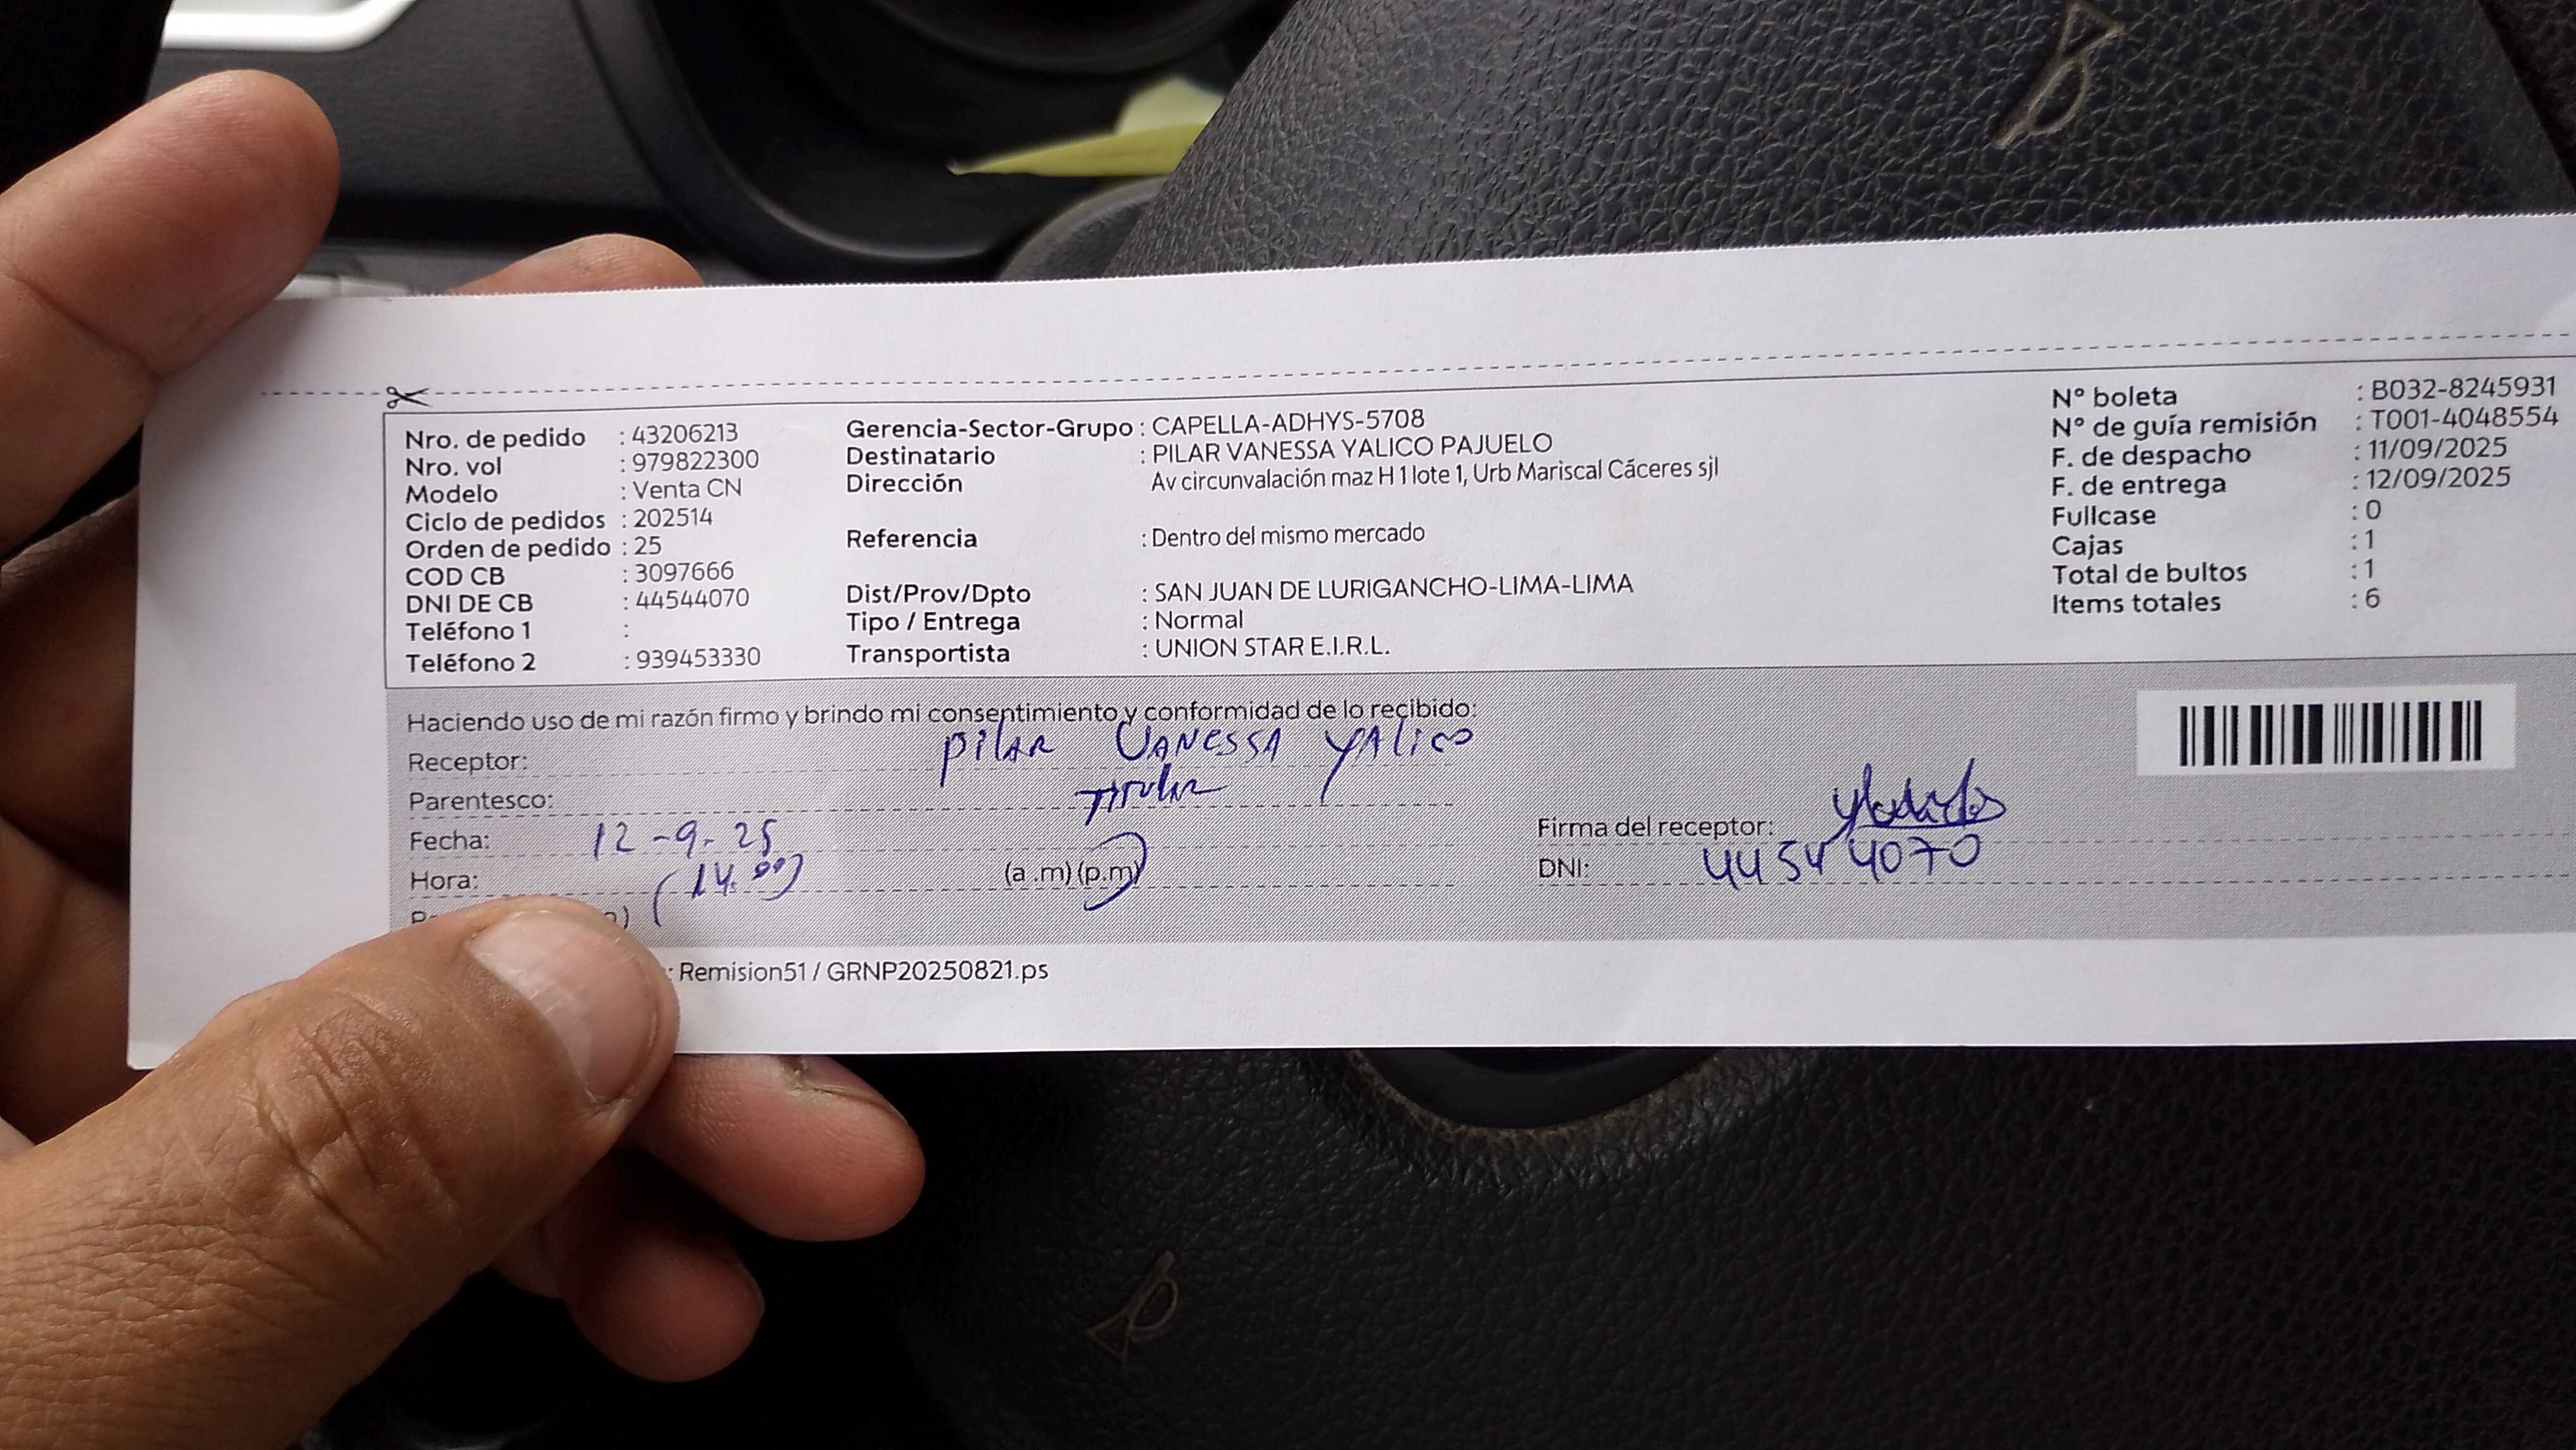 Nro. de pedido : 43206213
Nro. vol : 979822300
Modelo : Venta CN
Ciclo de pedidos : 202514
Orden de pedido : 25
COD CB : 3097666
DNI DE CB : 44544070
Teléfono 1 :
Teléfono 2 : 939453330
Gerencia-Sector-Grupo : CAPELLA-ADHYS-5708
Destinatario : PILAR VANESSA YALICO PAJUELO
Dirección Av circunvalación maz H 1 lote 1, Urb Mariscal Cáceres sjl
Referencia : Dentro del mismo mercado
Dist/Prov/Dpto : SAN JUAN DE LURIGANCHO-LIMA-LIMA
Tipo / Entrega : Normal
Transportista : UNION STAR E.I.R.L.
N° boleta : B032-8245931
N° de guía remisión : T001-4048554
F. de despacho : 11/09/2025
F. de entrega : 12/09/2025
Fullcase : 0
Cajas : 1
Total de bultos : 1
Items totales : 6
Haciendo uso de mi razón firmo y brindo mi consentimiento y conformidad de lo recibido:
Receptor: Pilar Vanessa Yalico
Parentesco: Titular
Fecha: 12-9-25
Hora: (14.00) (a .m) (p.m)
Firma del receptor:
DNI: 44544070
: Remision51 / GRNP20250821.ps